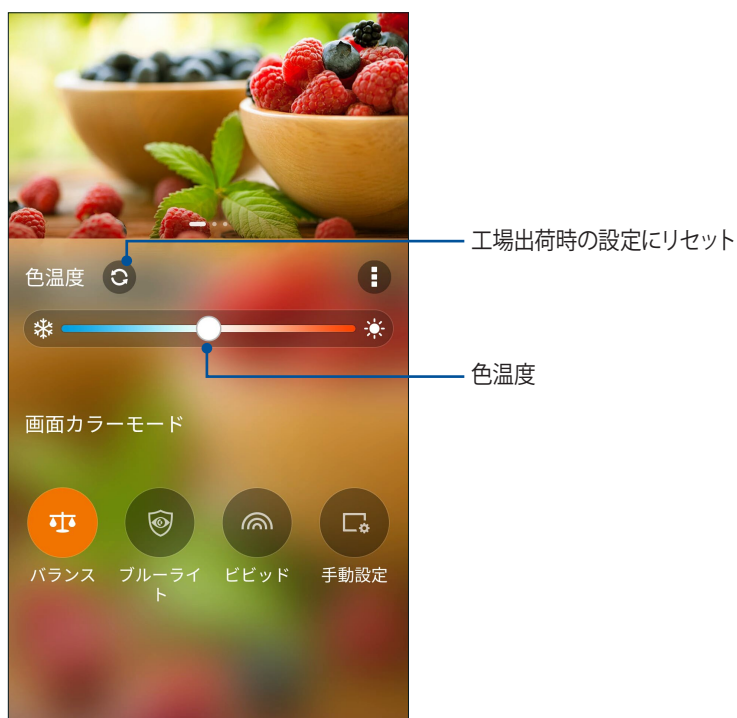 工場出荷時の設定にリセット
色温度
色温度
画面カラーモード
バランス
ブルーライ
ト
ビビッド
手動設定